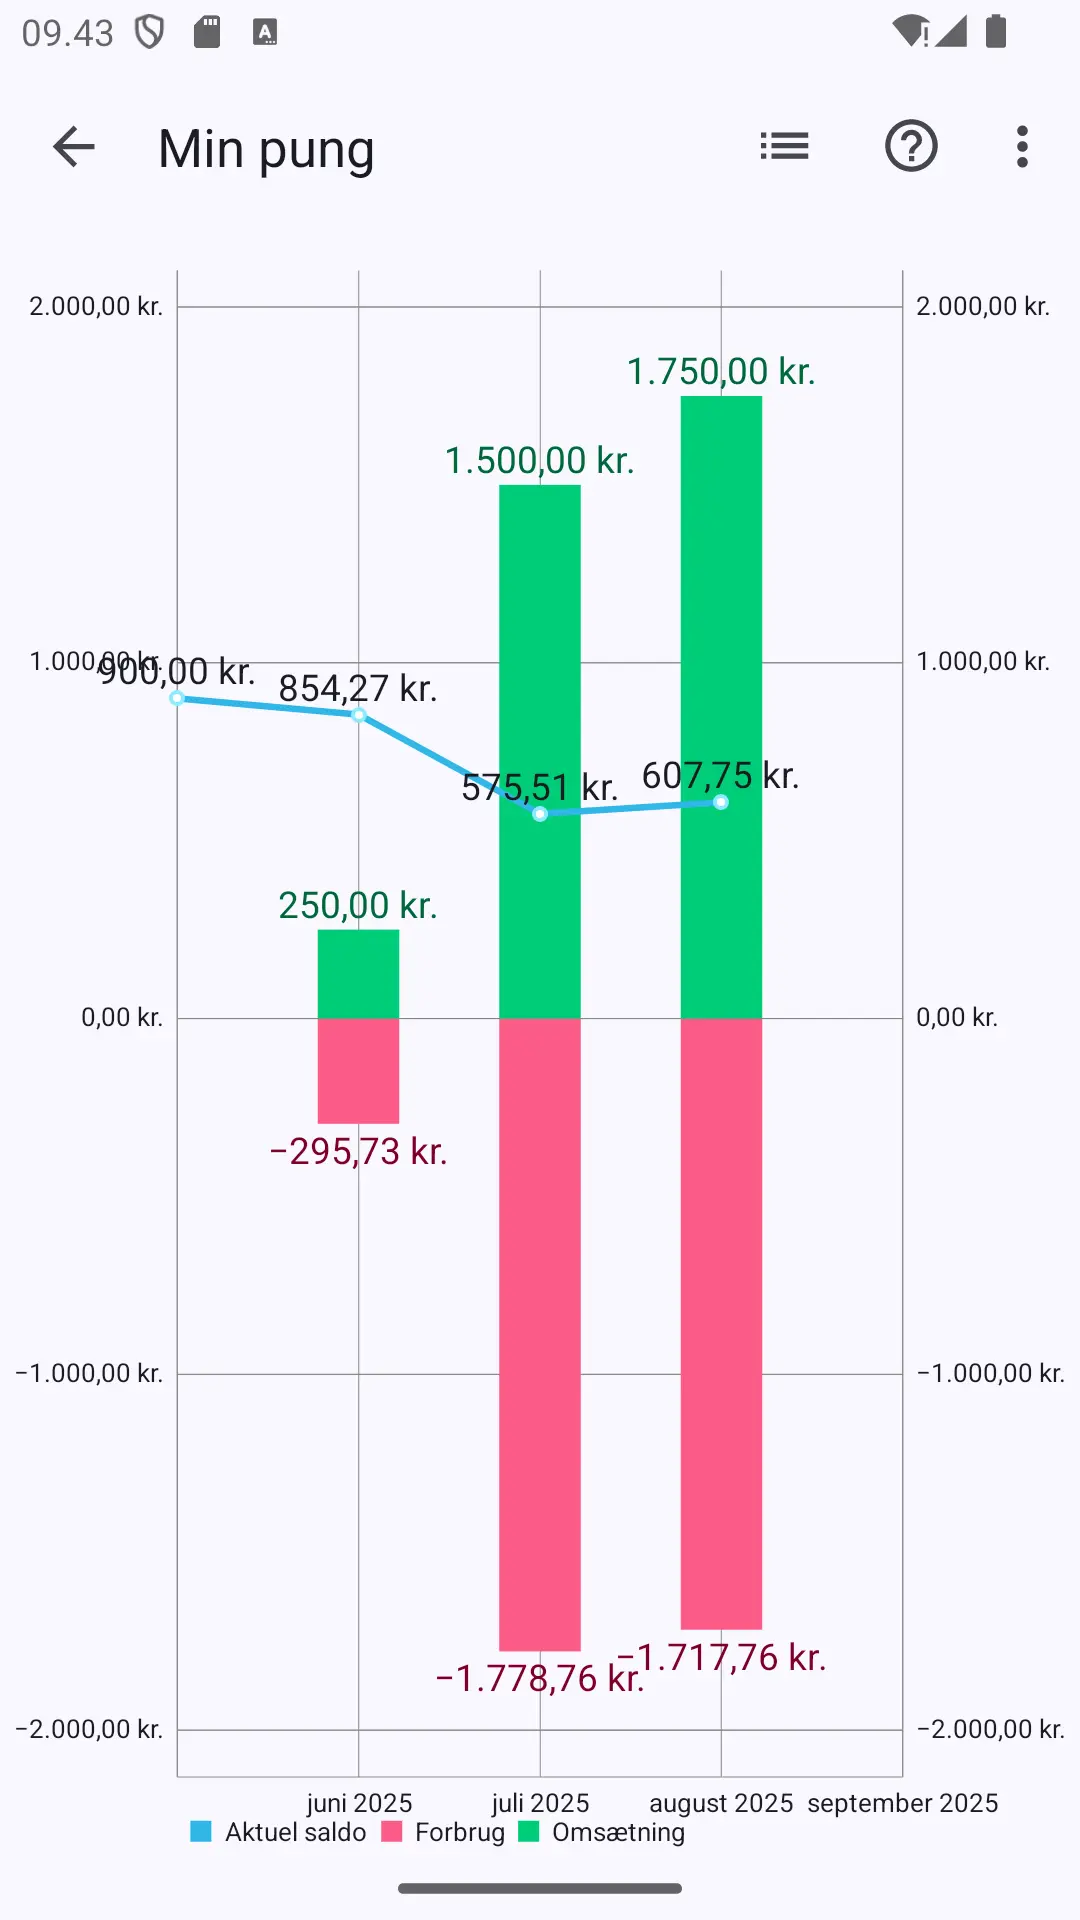 09.43
Min pung
2.000,00 kr. 2.000,00 kr.
1.750,00 kr.
1.500,00 kr.
1.000,00 kr. 1.000,00 kr.
900,00 kr.
854,27 kr.
607,75 kr.
575,51 kr.
250,00 kr.
0,00 kr. 0,00 kr.
−295,73 kr.
−1.000,00 kr. −1.000,00 kr.
−1.717,76 kr.
−1.778,76 kr.
−2.000,00 kr. −2.000,00 kr.
juni 2025 juli 2025 august 2025 september 2025
Aktuel saldo Forbrug Omsætning